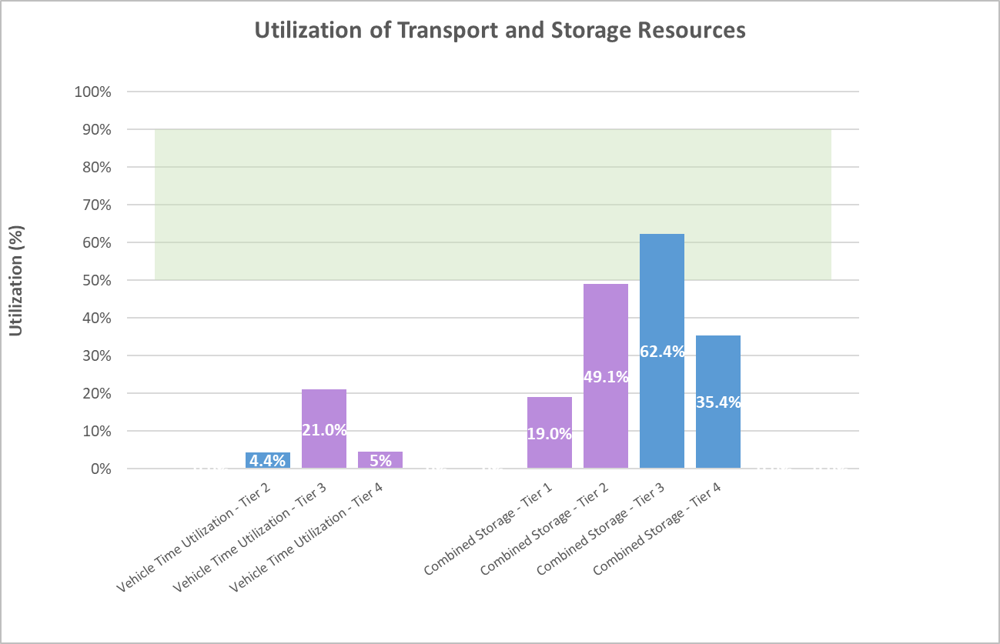 Utilization of Transport and Storage Resources
Utilization (%)
100%
90%
80%
70%
60%
50%
40%
30%
20%
10%
0%
4.4%
21.0%
5%
19.0%
49.1%
62.4%
35.4%
Vehicle Time Utilization - Tier 2
Vehicle Time Utilization - Tier 3
Vehicle Time Utilization - Tier 4
Combined Storage - Tier 1
Combined Storage - Tier 2
Combined Storage - Tier 3
Combined Storage - Tier 4